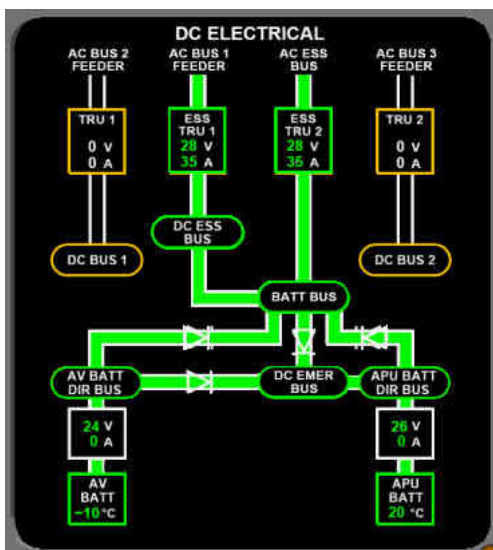 DC ELECTRICAL
AC BUS 2
FEEDER
AC BUS 1
FEEDER
AC ESS
BUS
AC BUS 3
FEEDER
TRU 1
0 V
0 A
ESS
TRU 1
28 V
35 A
ESS
TRU 2
28 V
35 A
TRU 2
0 V
0 A
DC ESS
BUS
DC BUS 1
DC BUS 2
BATT BUS
AV BATT
DIR BUS
DC EMER
BUS
APU BATT
DIR BUS
24 V
0 A
26 V
0 A
AV
BATT
-10 °C
APU
BATT
20 °C